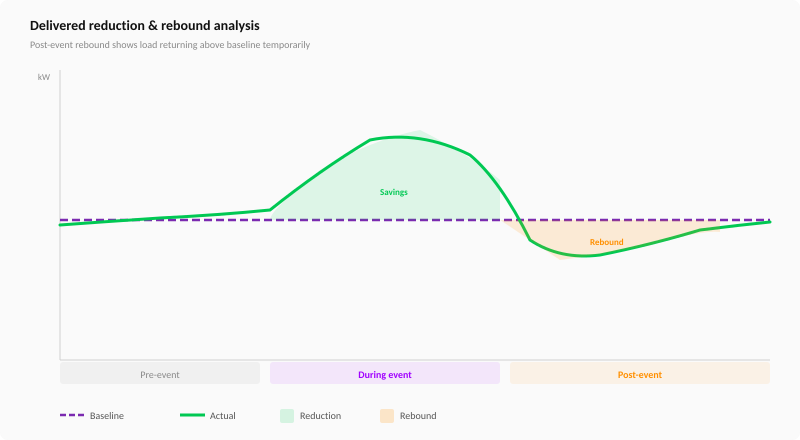 Delivered reduction & rebound analysis
Post-event rebound shows load returning above baseline temporarily
kW
Savings
Rebound
Pre-event During event Post-event
Baseline Actual Reduction Rebound